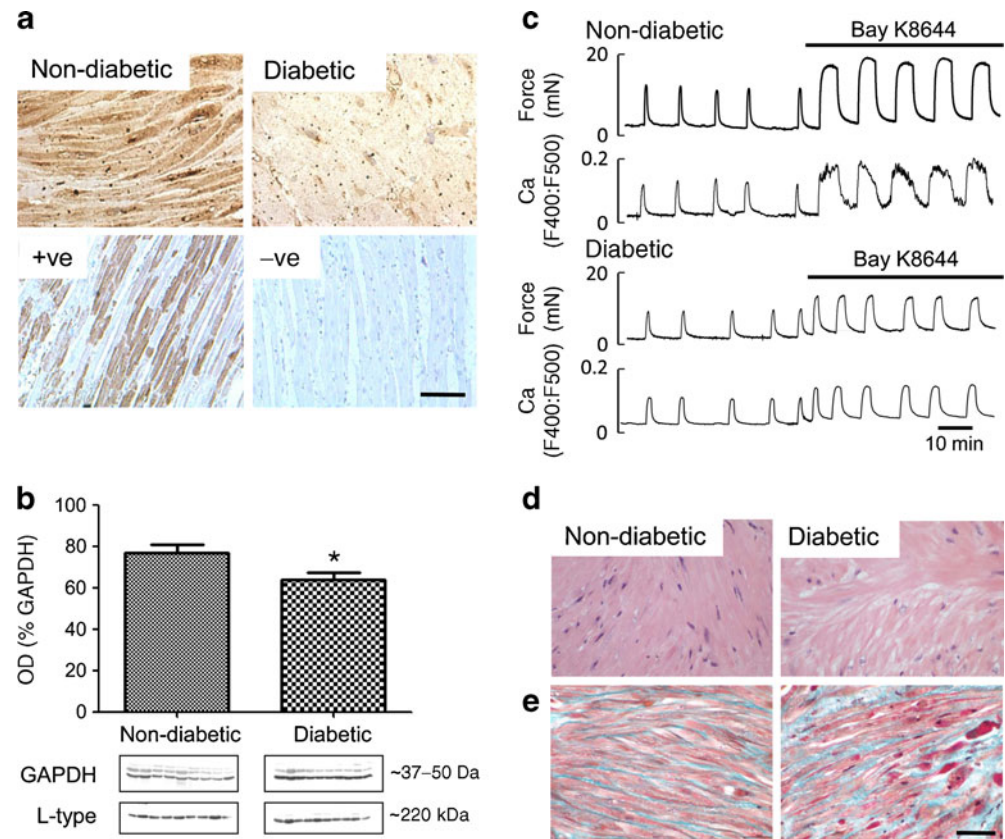 a
Non-diabetic
Diabetic
+ve
–ve
b
100
80
60
40
20
0
OD (% GAPDH)
*
Non-diabetic
Diabetic
GAPDH
~37–50 Da
L-type
~220 kDa
c
Non-diabetic
Bay K8644
20
0
Force
(mN)
0.2
0
Ca
(F400:F500)
Diabetic
Bay K8644
20
0
Force
(mN)
0.2
0
Ca
(F400:F500)
10 min
d
Non-diabetic
Diabetic
e